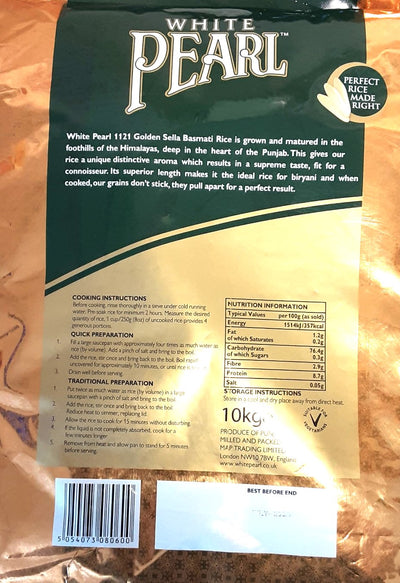 WHITE
PEARL™
PERFECT
RICE
MADE
RIGHT
White Pearl 1121 Golden Sella Basmati Rice is grown and matured in the
foothills of the Himalayas, deep in the heart of the Punjab. This gives our
rice a unique distinctive aroma which results in a supreme taste, fit for a
connoisseur. Its superior length makes it the ideal rice for biryani and when
cooked, our grains don't stick, they pull apart for a perfect result.
COOKING INSTRUCTIONS
Before cooking, rinse thoroughly in a sieve under cold running
water. Pre-soak rice for minimum 2 hours. Measure the desired
quantity of rice, 1 cup/250g (8oz) of uncooked rice provides 4
generous portions.
QUICK PREPARATION
1. Fill a large saucepan with approximately four times as much water as
rice (by volume). Add a pinch of salt and bring to the boil.
2. Add the rice, stir once and bring back to the boil. Boil rapidly
uncovered for approximately 10 minutes, or until rice is
3. Drain well before serving.
TRADITIONAL PREPARATION
1. Put twice as much water as rice (by volume) in a large
saucepan with a pinch of salt and bring to the boil.
2. Add the rice, stir once and bring back to the boil.
Reduce heat to simmer, replacing lid.
3. Allow the rice to cook for 15 minutes without disturbing.
4. If the liquid is not completely absorbed, cook for a
few minutes longer.
5. Remove from heat and allow pan to stand for 5 minutes
before serving.
NUTRITION INFORMATION
Typical Values per 100g (as sold)
Energy 1514kJ/357kcal
Fat 1.2g
of which Saturates 0.2g
Carbohydrate 76.4g
of which Sugars 0.3g
Fibre 2.9g
Protein 8.7g
Salt 0.05g
STORAGE INSTRUCTIONS
Store in a cool and dry place away from direct heat.
10kg
SUITABLE FOR
VEGETARIANS
PRODUCE OF
MILLED AND
MAP TRADING LIMITED
London NW10 7BW, England
www.whitepearl.co.uk
BEST BEFORE END
5 054073 080600